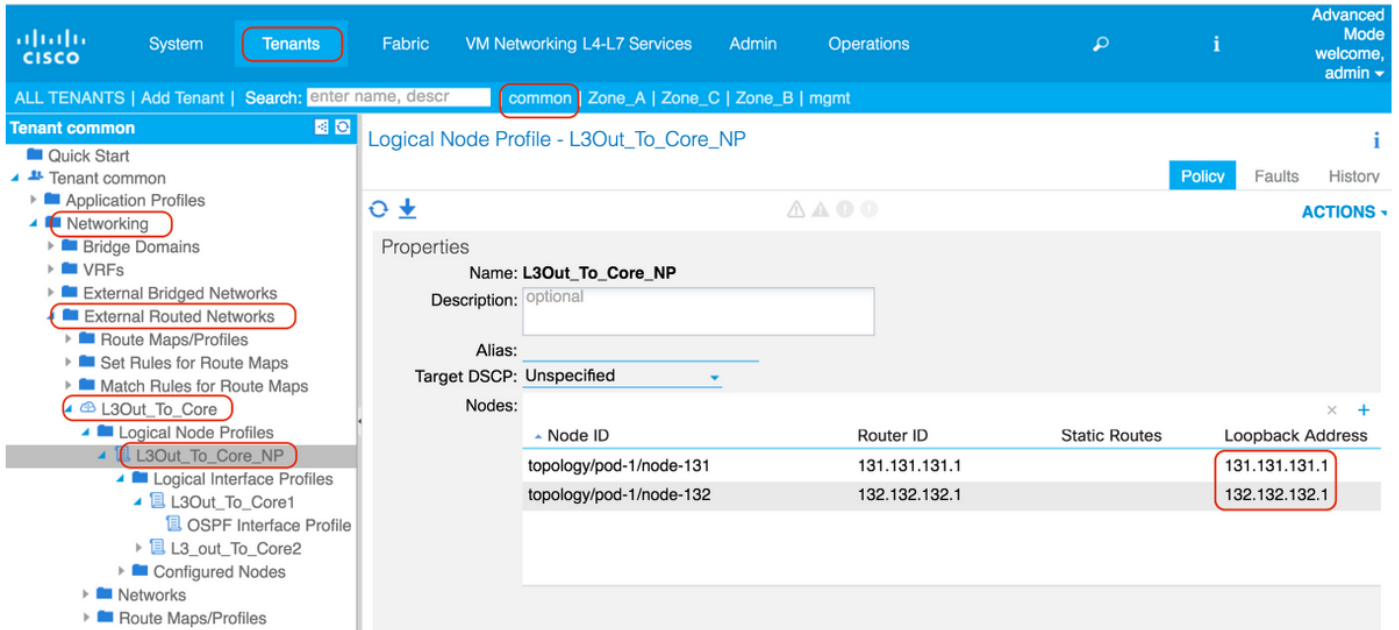 Advanced
Mode
welcome,
admin
CISCO System Tenants Fabric VM Networking L4-L7 Services Admin Operations i
ALL TENANTS | Add Tenant | Search: enter name, descr common | Zone_A | Zone_C | Zone_B | mgmt
Tenant common
Quick Start
Tenant common
Application Profiles
Networking
Bridge Domains
VRFs
External Bridged Networks
External Routed Networks
Route Maps/Profiles
Set Rules for Route Maps
Match Rules for Route Maps
L3Out_To_Core
Logical Node Profiles
L3Out_To_Core_NP
Logical Interface Profiles
L3Out_To_Core1
OSPF Interface Profile
L3_out_To_Core2
Configured Nodes
Networks
Route Maps/Profiles
Logical Node Profile - L3Out_To_Core_NP i
Policy Faults History
ACTIONS
Properties
Name: L3Out_To_Core_NP
Description: optional
Alias:
Target DSCP: Unspecified
Nodes: × +
Node ID Router ID Static Routes Loopback Address
topology/pod-1/node-131 131.131.131.1 131.131.131.1
topology/pod-1/node-132 132.132.132.1 132.132.132.1